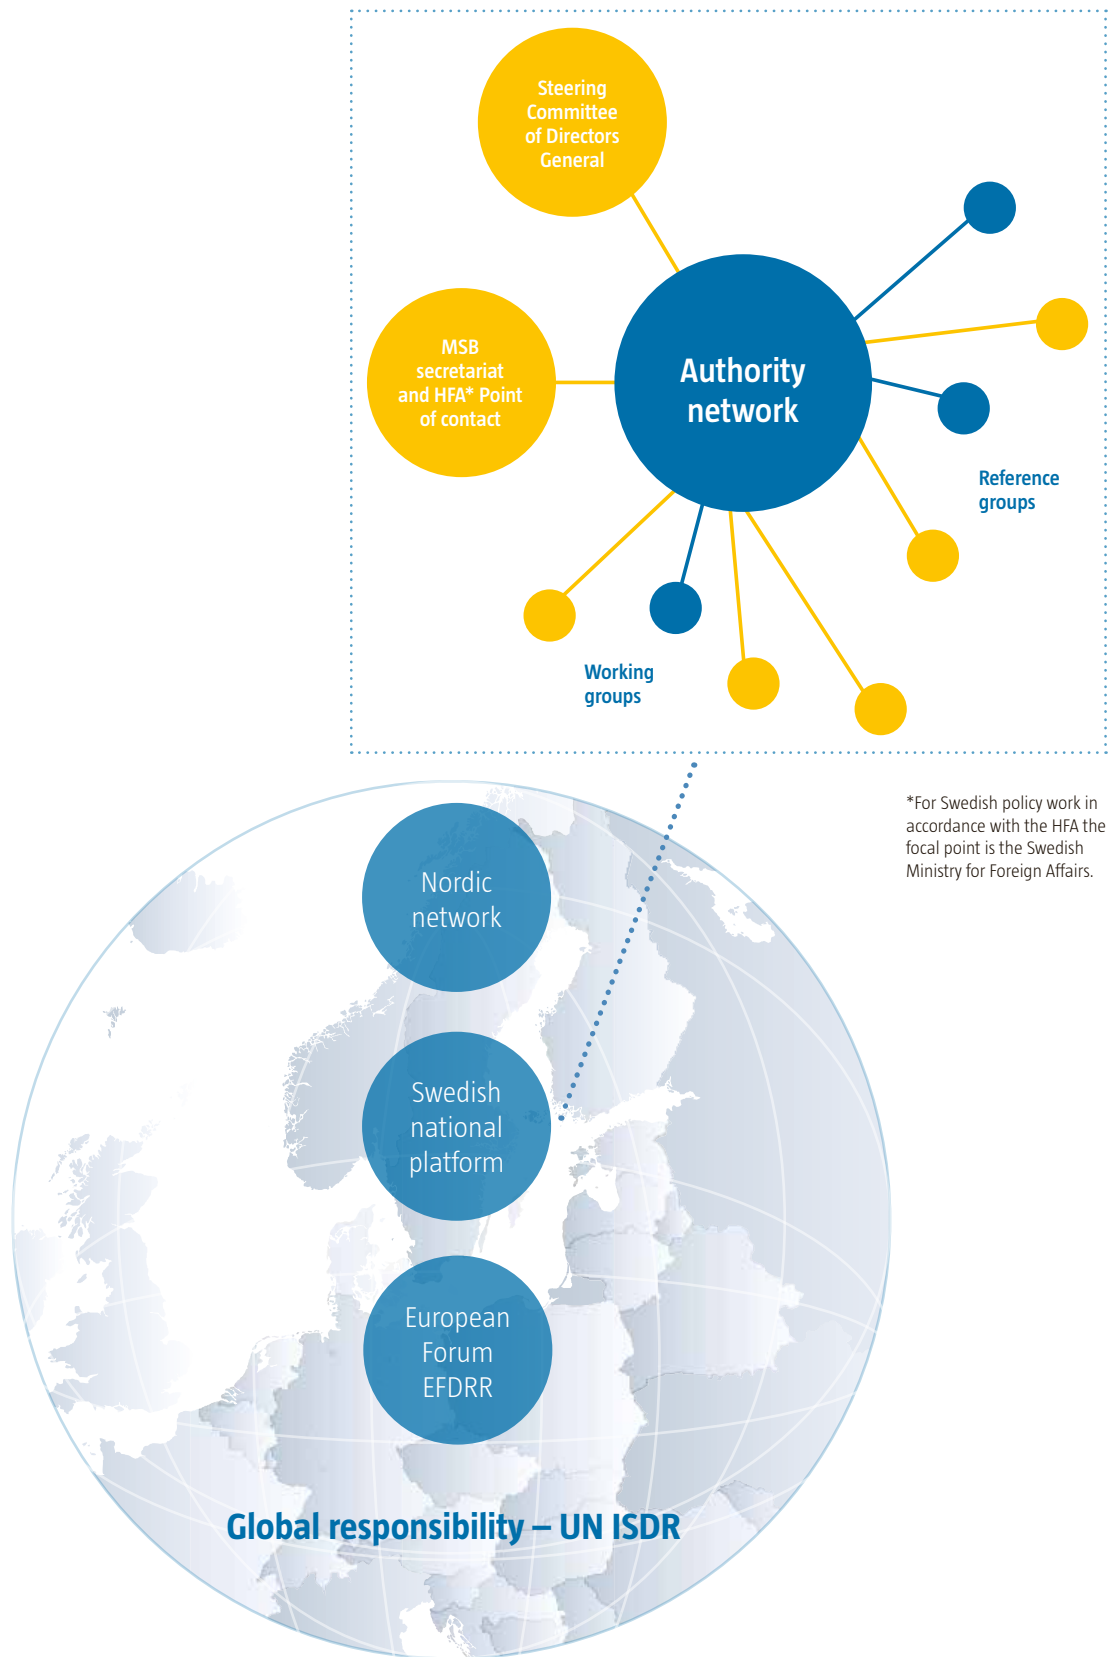 Steering
Committee
of Directors
General
MSB
secretariat
and HFA* Point
of contact
Authority
network
Reference
groups
Working
groups
*For Swedish policy work in
accordance with the HFA the
focal point is the Swedish
Ministry for Foreign Affairs.
Nordic
network
Swedish
national
platform
European
Forum
EFDRR
Global responsibility – UN ISDR